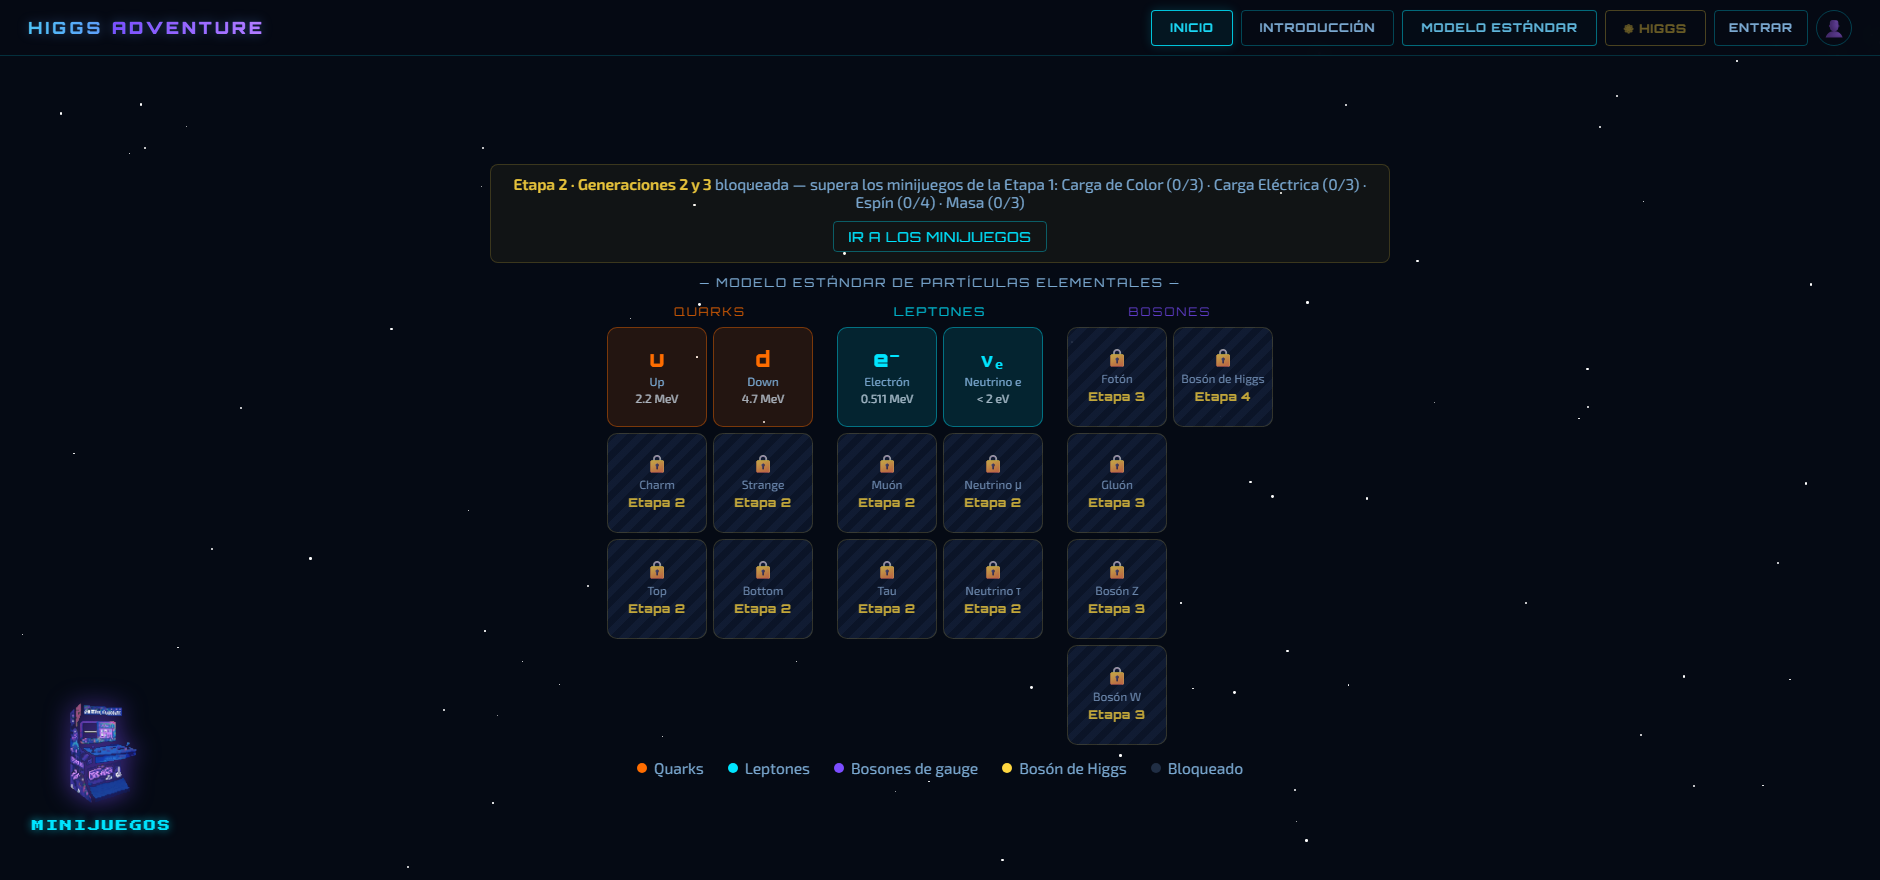 HIGGS ADVENTURE
INICIO
INTRODUCCIÓN
MODELO ESTÁNDAR
HIGGS
ENTRAR
Etapa 2 · Generaciones 2 y 3 bloqueada — supera los minijuegos de la Etapa 1: Carga de Color (0/3) · Carga Eléctrica (0/3) ·
Espín (0/4) · Masa (0/3)
IR A LOS MINIJUEGOS
— MODELO ESTÁNDAR DE PARTÍCULAS ELEMENTALES —
QUARKS
LEPTONES
BOSONES
u
Up
2.2 MeV
d
Down
4.7 MeV
e⁻
Electrón
0.511 MeV
νₑ
Neutrino e
< 2 eV
Fotón
Etapa 3
Bosón de Higgs
Etapa 4
Charm
Etapa 2
Strange
Etapa 2
Muón
Etapa 2
Neutrino μ
Etapa 2
Gluón
Etapa 3
Top
Etapa 2
Bottom
Etapa 2
Tau
Etapa 2
Neutrino τ
Etapa 2
Bosón Z
Etapa 3
Bosón W
Etapa 3
Quarks
Leptones
Bosones de gauge
Bosón de Higgs
Bloqueado
MINIJUEGOS